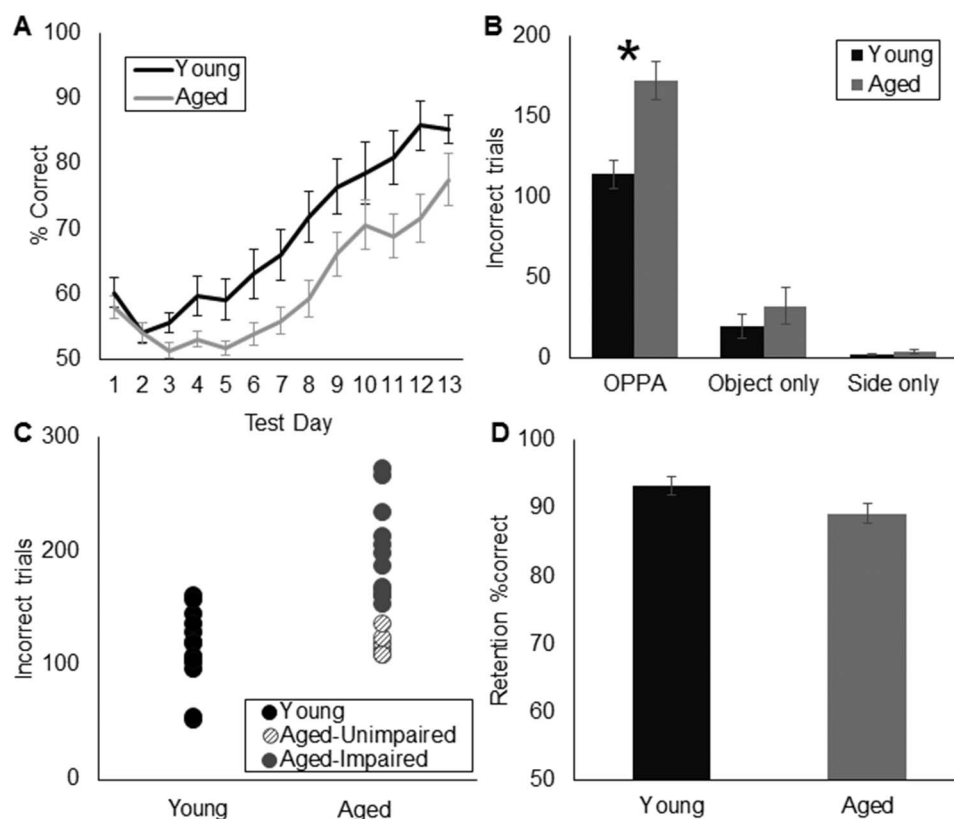 A
100
90
80
70
60
50
% Correct
Young
Aged
1 2 3 4 5 6 7 8 9 10 11 12 13
Test Day
B
200
150
100
50
0
Incorrect trials
*
Young
Aged
OPPA Object only Side only
C
300
200
100
0
Incorrect trials
Young
Aged-Unimpaired
Aged-Impaired
Young Aged
D
100
90
80
70
60
50
Retention %correct
Young Aged